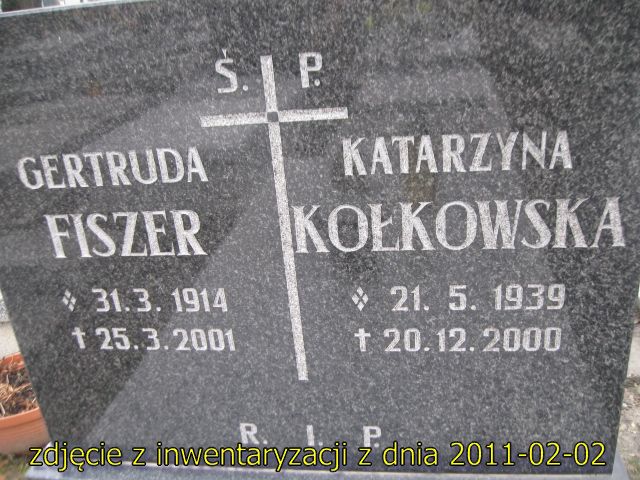 Ś. P.
GERTRUDA
FISZER
31.3.1914
✝ 25.3.2001
KATARZYNA
KOŁKOWSKA
21. 5. 1939
✝ 20.12.2000
R. I. P.
zdjęcie z inwentaryzacji z dnia 2011-02-02